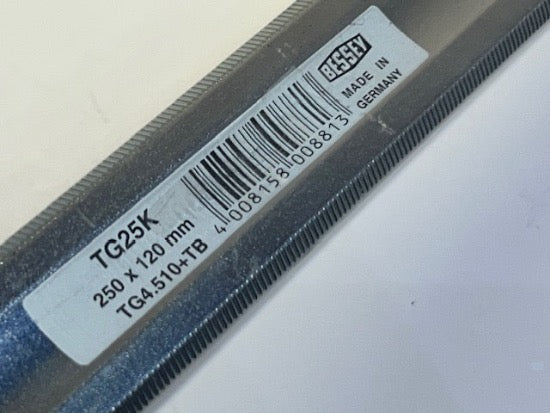 BESSEY
MADE IN
GERMANY
4 008158 008813
TG25K
250 x 120 mm
TG4.510+TB